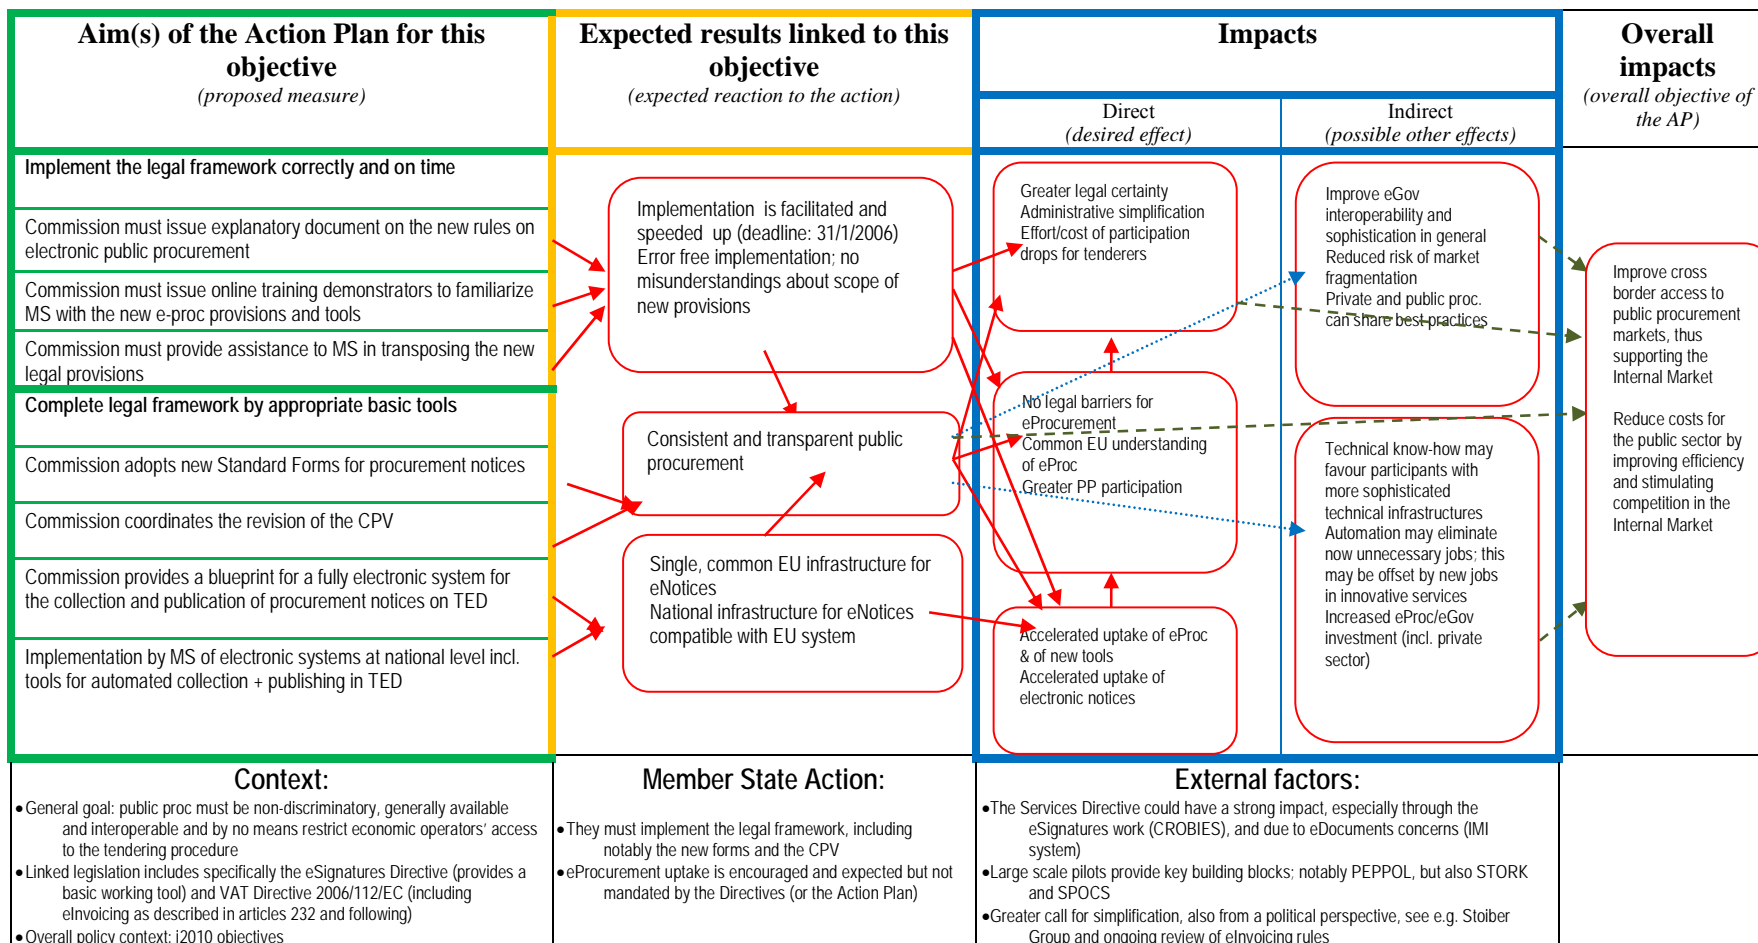 Aim(s) of the Action Plan for this
objective
(proposed measure)
Expected results linked to this
objective
(expected reaction to the action)
Impacts
Direct
(desired effect)
Indirect
(possible other effects)
Overall
impacts
(overall objective of
the AP)
Implement the legal framework correctly and on time
Commission must issue explanatory document on the new rules on
electronic public procurement
Commission must issue online training demonstrators to familiarize
MS with the new e-proc provisions and tools
Commission must provide assistance to MS in transposing the new
legal provisions
Complete legal framework by appropriate basic tools
Commission adopts new Standard Forms for procurement notices
Commission coordinates the revision of the CPV
Commission provides a blueprint for a fully electronic system for
the collection and publication of procurement notices on TED
Implementation by MS of electronic systems at national level incl.
tools for automated collection + publishing in TED
Implementation is facilitated and
speeded up (deadline: 31/1/2006)
Error free implementation; no
misunderstandings about scope of
new provisions
Consistent and transparent public
procurement
Single, common EU infrastructure for
eNotices
National infrastructure for eNotices
compatible with EU system
Greater legal certainty
Administrative simplification
Effort/cost of participation
drops for tenderers
No legal barriers for
eProcurement
Common EU understanding
of eProc
Greater PP participation
Accelerated uptake of eProc
& of new tools
Accelerated uptake of
electronic notices
Improve eGov
interoperability and
sophistication in general
Reduced risk of market
fragmentation
Private and public proc.
can share best practices
Technical know-how may
favour participants with
more sophisticated
technical infrastructures
Automation may eliminate
now unnecessary jobs; this
may be offset by new jobs
in innovative services
Increased eProc/eGov
investment (incl. private
sector)
Improve cross
border access to
public procurement
markets, thus
supporting the
Internal Market
Reduce costs for
the public sector by
improving efficiency
and stimulating
competition in the
Internal Market
Context:
•General goal: public proc must be non-discriminatory, generally available
and interoperable and by no means restrict economic operators' access
to the tendering procedure
•Linked legislation includes specifically the eSignatures Directive (provides a
basic working tool) and VAT Directive 2006/112/EC (including
eInvoicing as described in articles 232 and following)
•Overall policy context: i2010 objectives
Member State Action:
•They must implement the legal framework, including
notably the new forms and the CPV
•eProcurement uptake is encouraged and expected but not
mandated by the Directives (or the Action Plan)
External factors:
•The Services Directive could have a strong impact, especially through the
eSignatures work (CROBIES), and due to eDocuments concerns (IMI
system)
•Large scale pilots provide key building blocks; notably PEPPOL, but also STORK
and SPOCS
•Greater call for simplification, also from a political perspective, see e.g. Stoiber
Group and ongoing review of eInvoicing rules